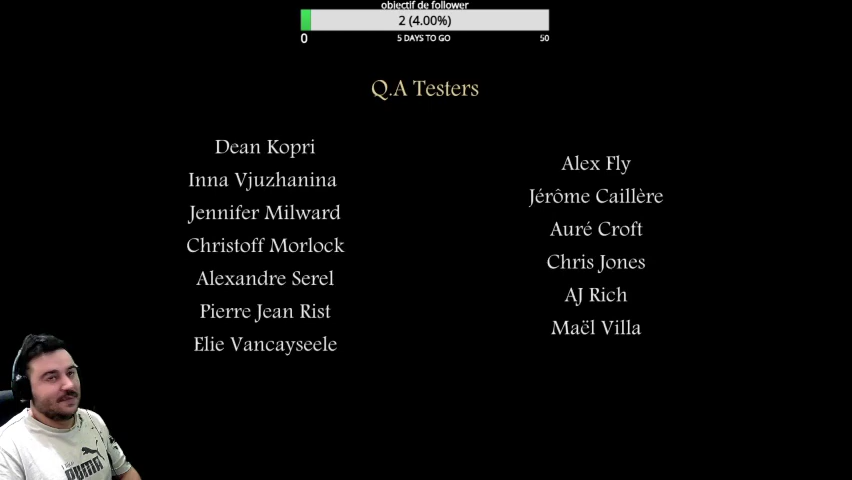 objectif de follower
2 (4.00%)
0 5 DAYS TO GO 50
Q.A Testers
Dean Kopri
Inna Vjuzhanina
Jennifer Milward
Christoff Morlock
Alexandre Serel
Pierre Jean Rist
Elie Vancayseele
Alex Fly
Jérôme Caillère
Auré Croft
Chris Jones
AJ Rich
Maël Villa
PUMA